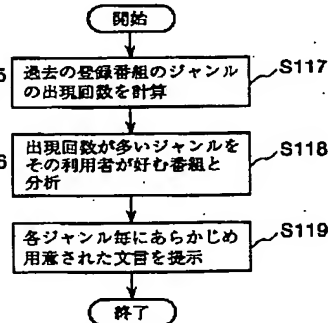 開始
5
過去の登録番組のジャンル
の出現回数を計算
S117
6
出現回数が多いジャンルを
その利用者が好む番組と
分析
S118
各ジャンル毎にあらかじめ
用意された文目を提示
S119
終了